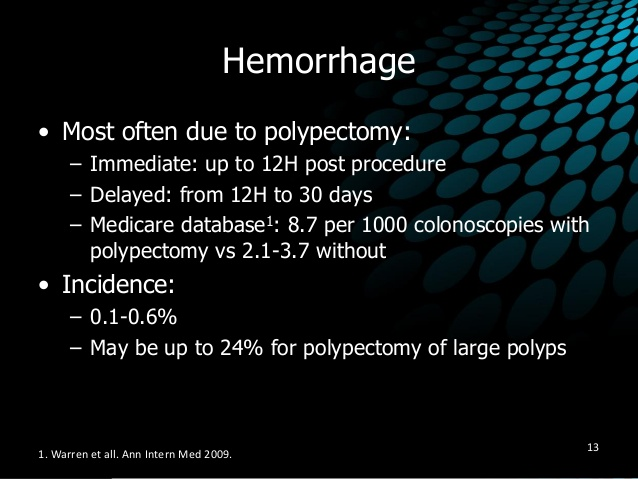 Hemorrhage
• Most often due to polypectomy:
– Immediate: up to 12H post procedure
– Delayed: from 12H to 30 days
– Medicare database1: 8.7 per 1000 colonoscopies with
polypectomy vs 2.1-3.7 without
• Incidence:
– 0.1-0.6%
– May be up to 24% for polypectomy of large polyps
1. Warren et all. Ann Intern Med 2009.
13